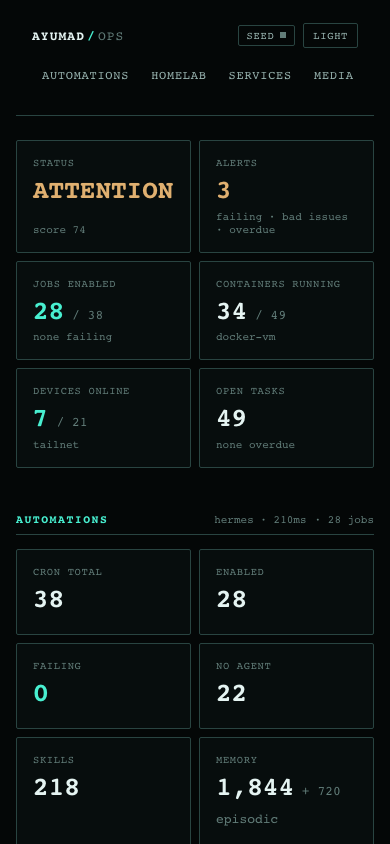 AYUMAD/OPS
SEED
LIGHT
AUTOMATIONS HOMELAB SERVICES MEDIA
STATUS
ATTENTION
score 74
ALERTS
3
failing · bad issues
· overdue
JOBS ENABLED
28 / 38
none failing
CONTAINERS RUNNING
34 / 49
docker-vm
DEVICES ONLINE
7 / 21
tailnet
OPEN TASKS
49
none overdue
AUTOMATIONS
hermes · 210ms · 28 jobs
CRON TOTAL
38
ENABLED
28
FAILING
0
NO AGENT
22
SKILLS
218
MEMORY
1,844 + 720
episodic